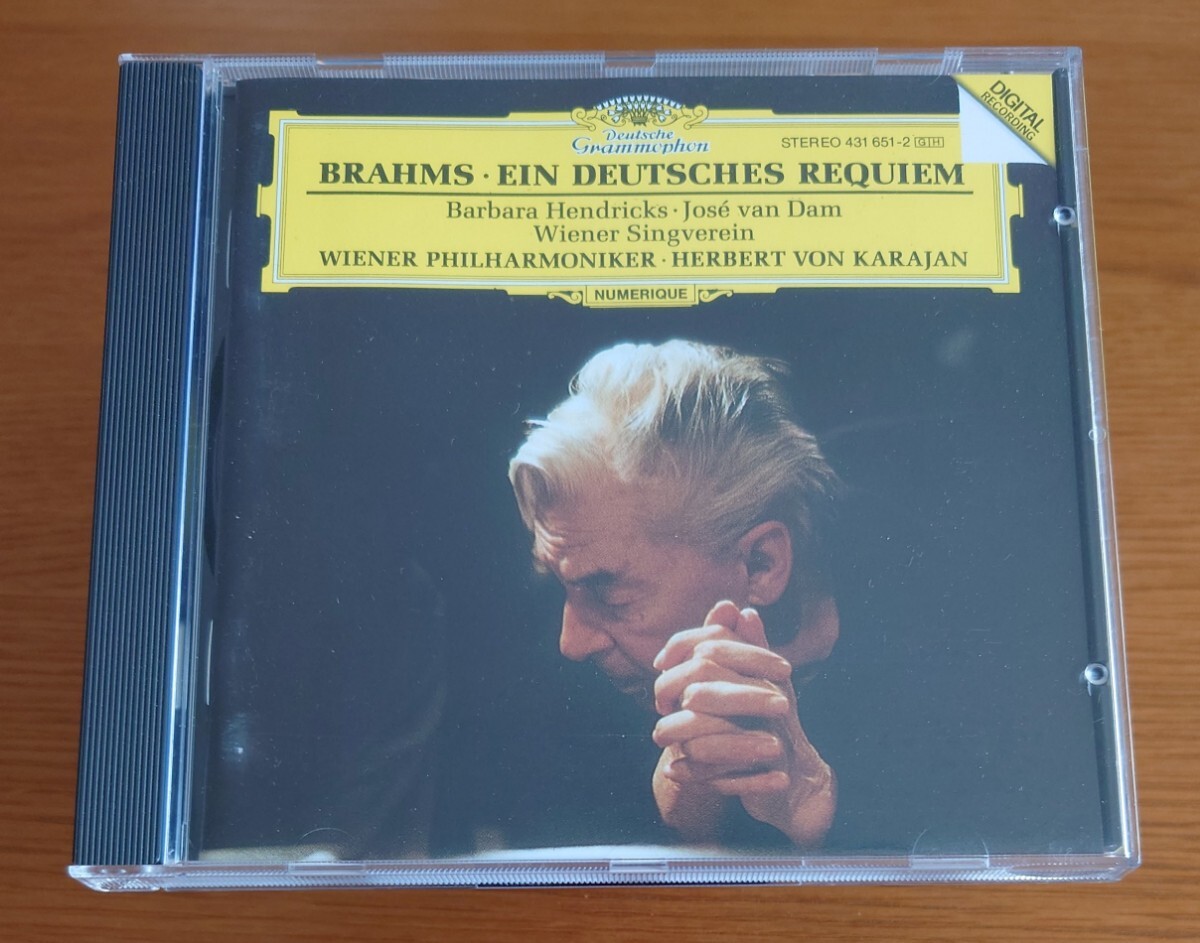 DIGITAL
RECORDING
Deutsche
Grammophon
STEREO 431 651-2 GH
BRAHMS · EIN DEUTSCHES REQUIEM
Barbara Hendricks · José van Dam
Wiener Singverein
WIENER PHILHARMONIKER · HERBERT VON KARAJAN
NUMERIQUE